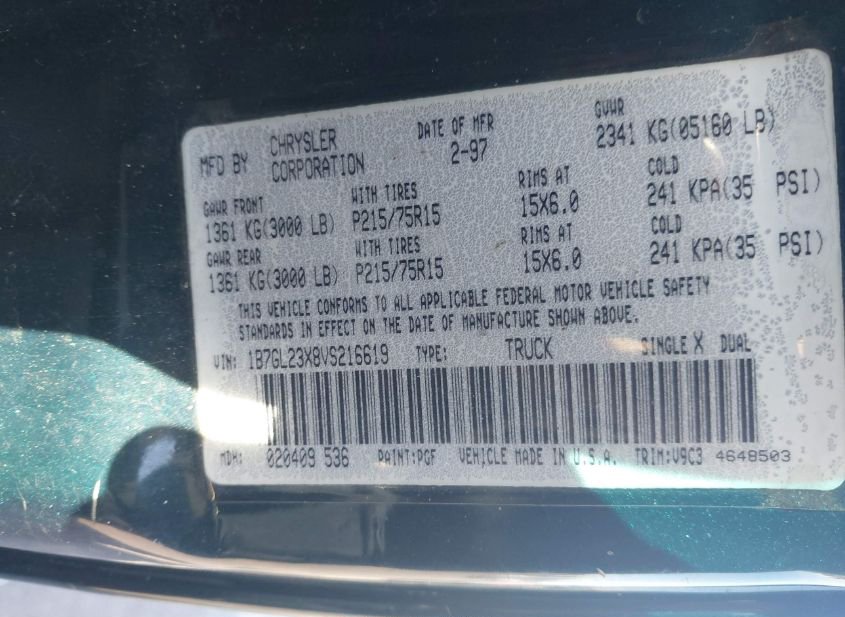 MFD BY CHRYSLER CORPORATION DATE OF MFR 2-97 GVWR 2341 KG(05160 LB)
GAWR FRONT WITH TIRES RIMS AT COLD
1361 KG(3000 LB) P215/75R15 15X6.0 241 KPA(35 PSI)
GAWR REAR WITH TIRES RIMS AT COLD
1361 KG(3000 LB) P215/75R15 15X6.0 241 KPA(35 PSI)
THIS VEHICLE CONFORMS TO ALL APPLICABLE FEDERAL MOTOR VEHICLE SAFETY
STANDARDS IN EFFECT ON THE DATE OF MANUFACTURE SHOWN ABOVE.
VIN: 1B7GL23X8VS216619 TYPE: TRUCK SINGLE X DUAL
MDH: 020409 536 PAINT:PGF VEHICLE MADE IN U.S.A. TRIM:V9C3 4648503